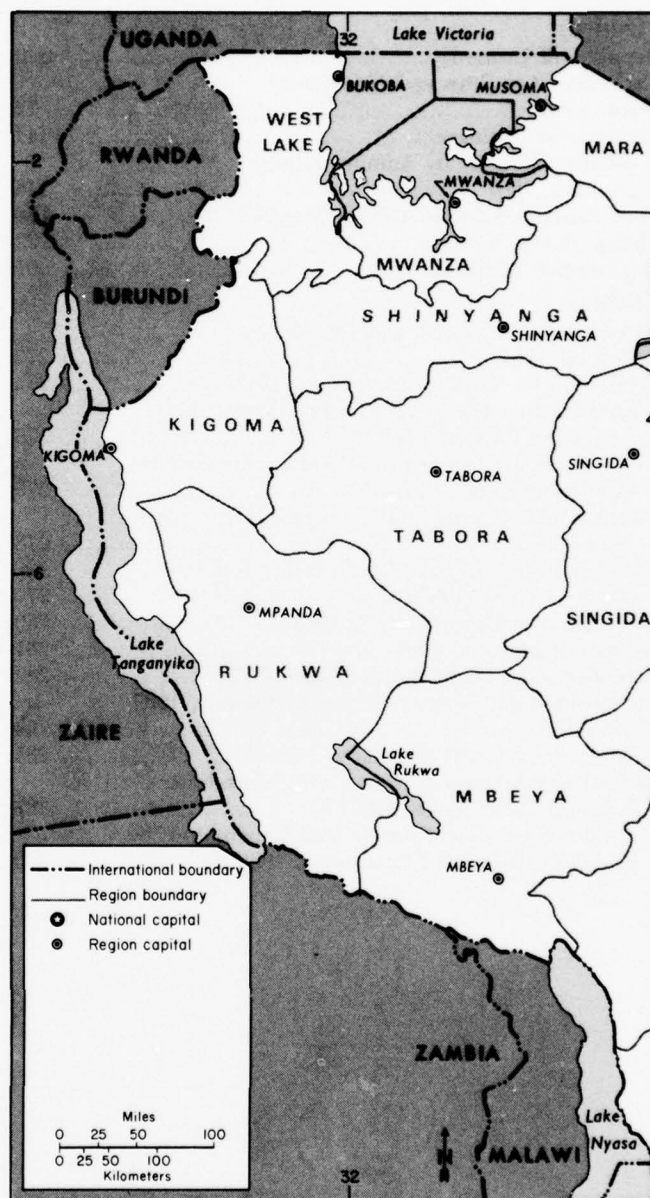 UGANDA
32
Lake Victoria
BUKOBA
MUSOMA
WEST
LAKE
MARA
2
RWANDA
MWANZA
MWANZA
BURUNDI
SHINYANGA
SHINYANGA
KIGOMA
KIGOMA
TABORA
SINGIDA
TABORA
6
MPANDA
SINGIDA
Lake
Tanganyika
RUKWA
ZAIRE
Lake
Rukwa
MBEYA
MBEYA
International boundary
Region boundary
National capital
Region capital
ZAMBIA
Miles
0 25 50 100
0 25 50 100
Kilometers
N
MALAWI
Lake
Nyasa
32